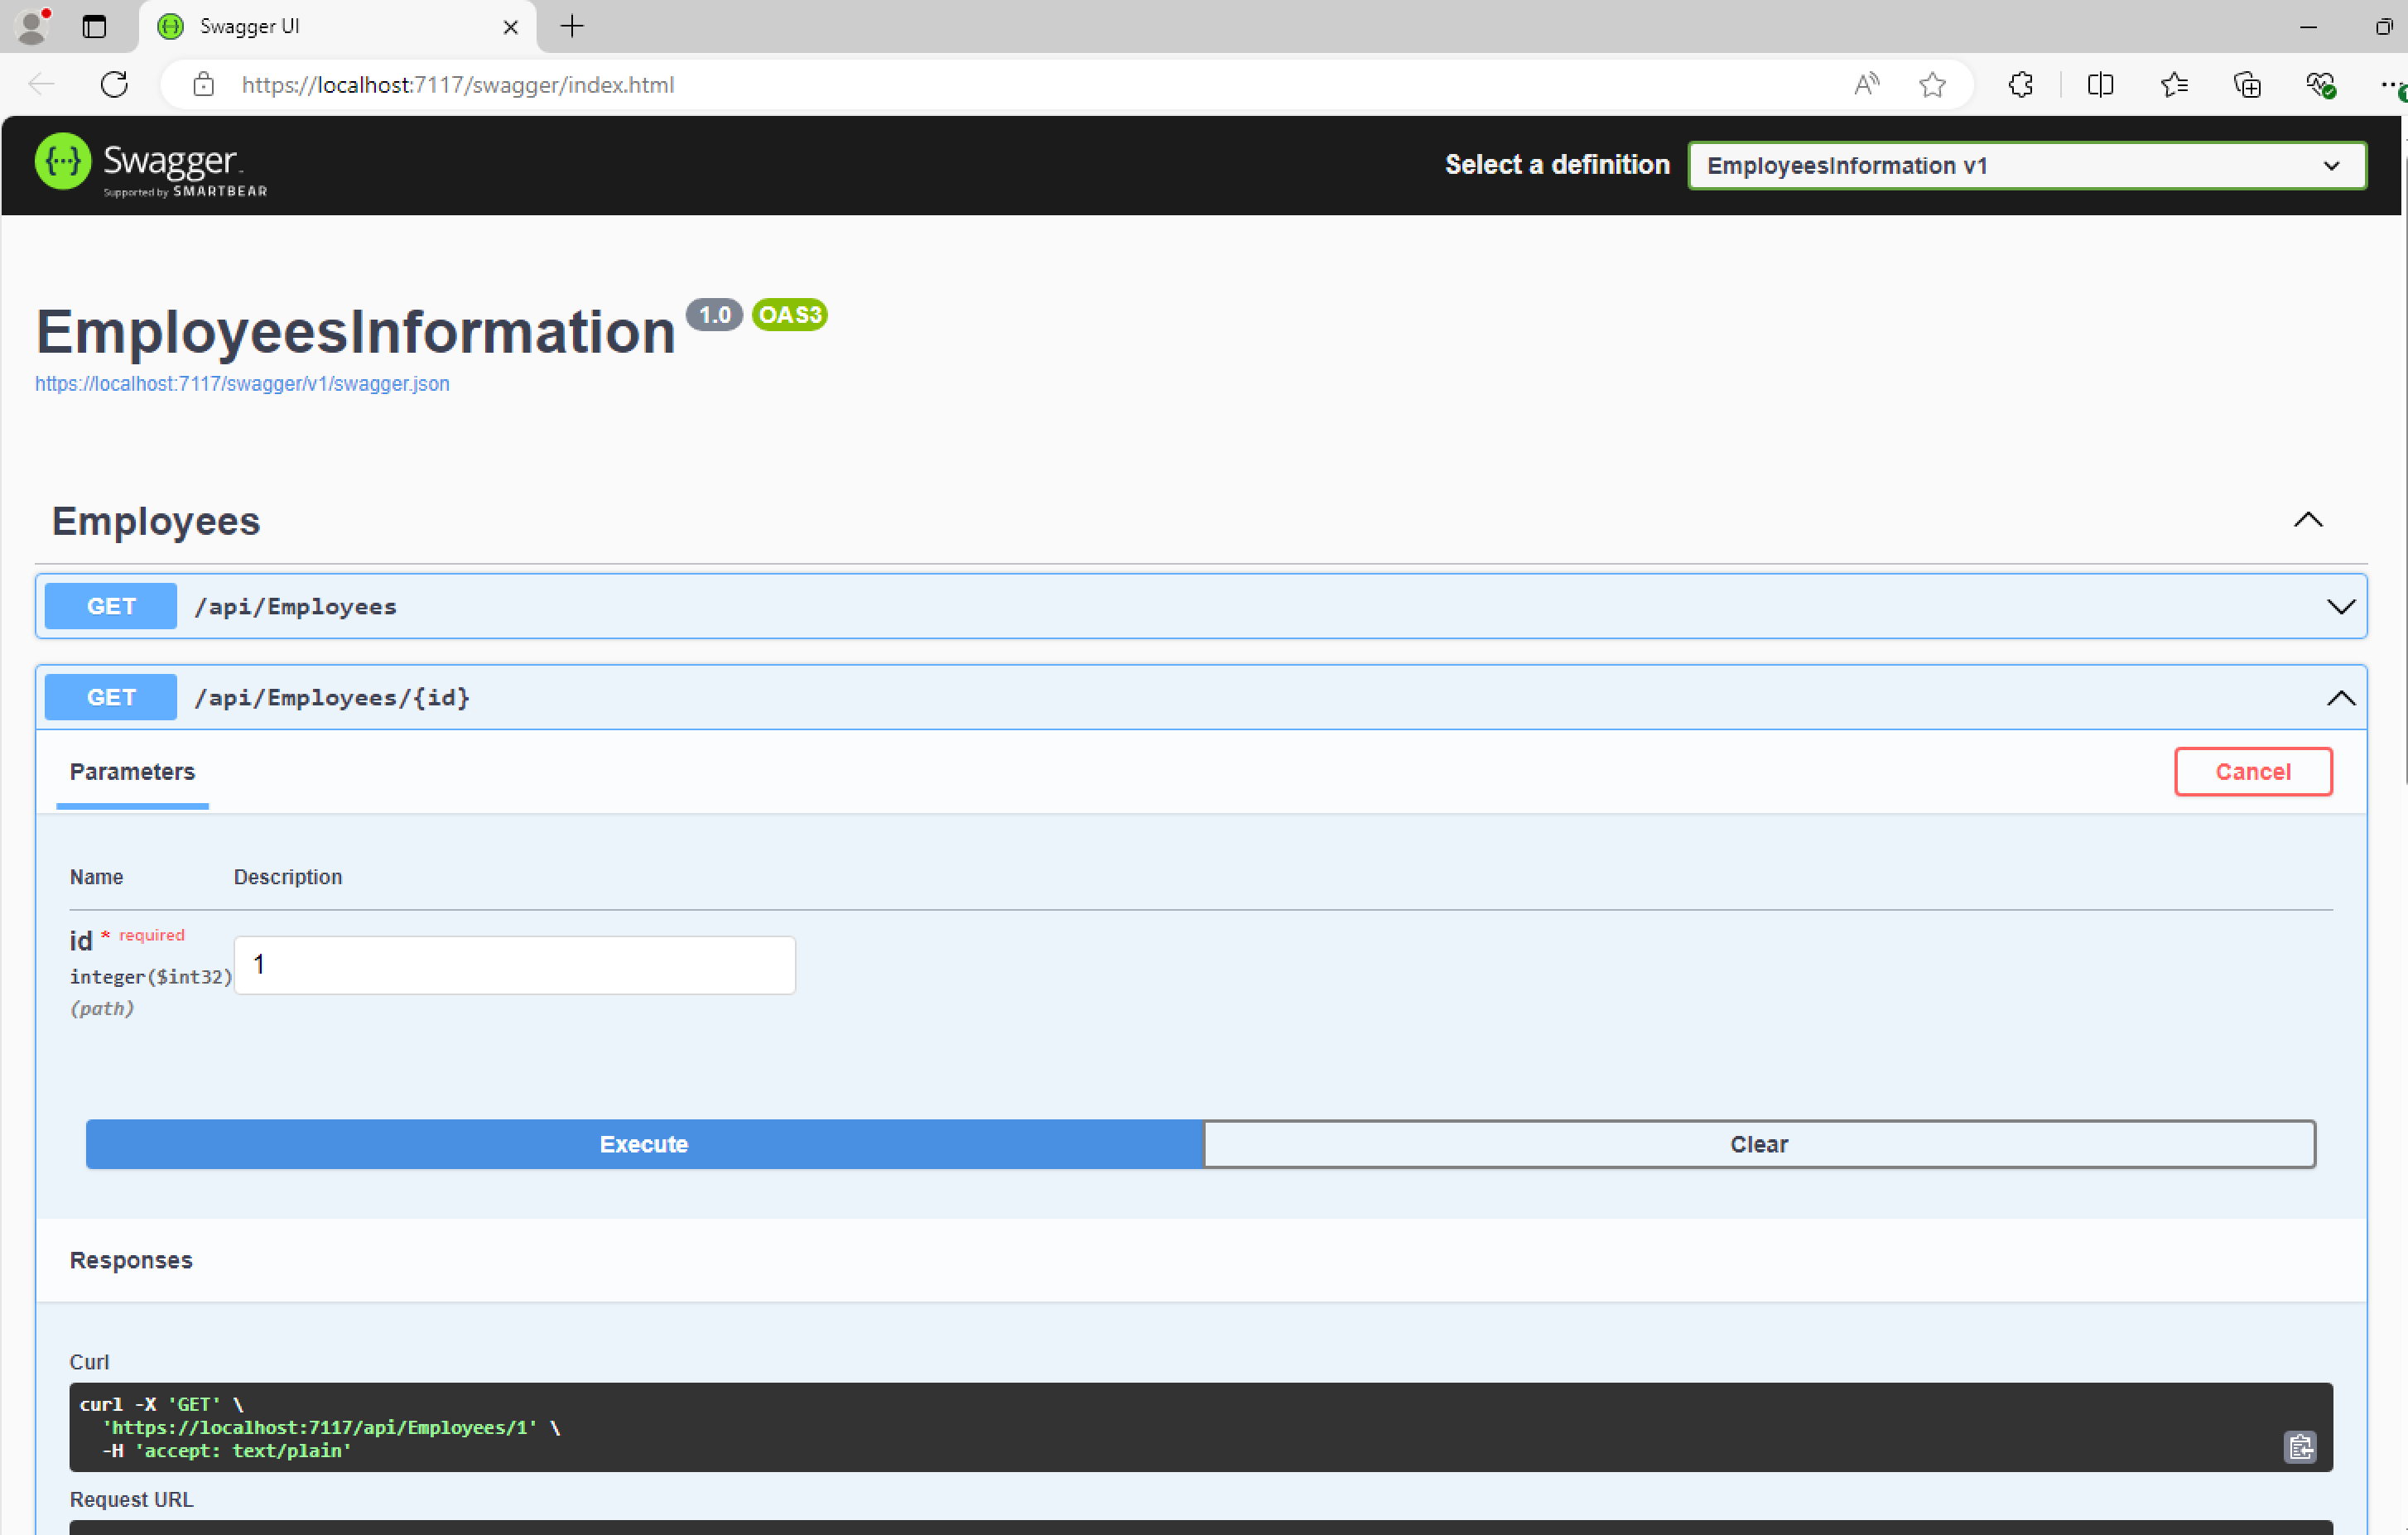 Swagger UI
https://localhost:7117/swagger/index.html
Swagger.
Supported by SMARTBEAR
Select a definition
EmployeesInformation v1
EmployeesInformation 1.0 OAS3
https://localhost:7117/swagger/v1/swagger.json
Employees
GET /api/Employees
GET /api/Employees/{id}
Parameters
Cancel
Name Description
id * required
integer($int32)
(path)
1
Execute
Clear
Responses
Curl
curl -X 'GET' \
'https://localhost:7117/api/Employees/1' \
-H 'accept: text/plain'
Request URL